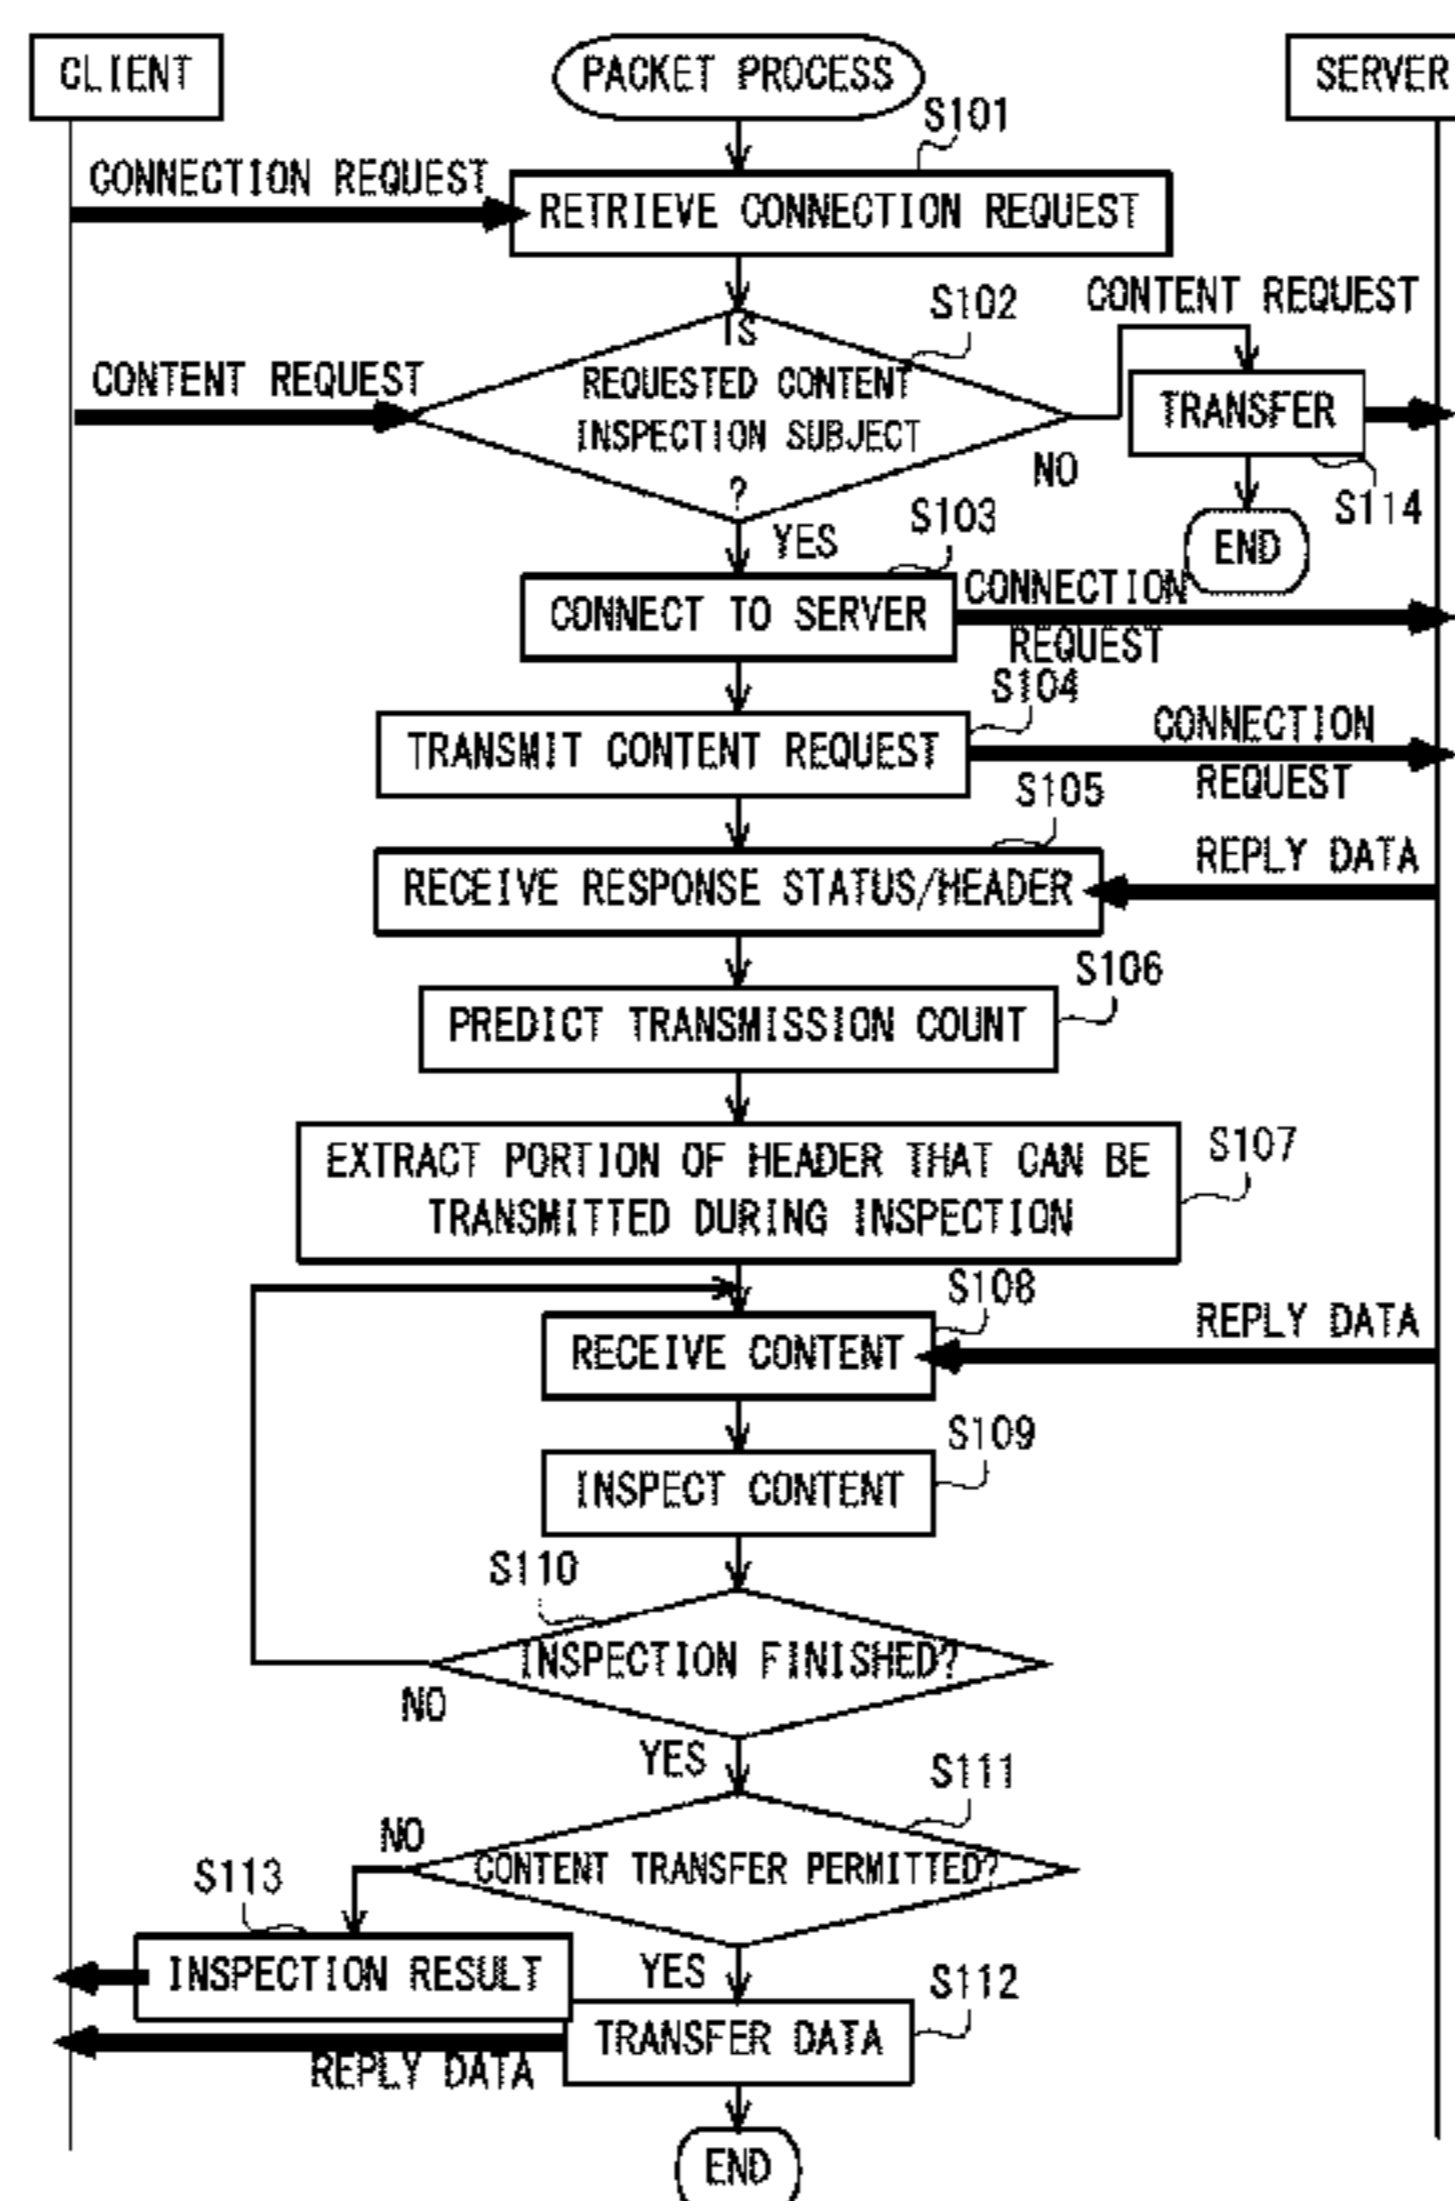 CLIENT
PACKET PROCESS
SERVER
S101
CONNECTION REQUEST
RETRIEVE CONNECTION REQUEST
S102
CONTENT REQUEST
IS
REQUESTED CONTENT
INSPECTION SUBJECT
?
CONTENT REQUEST
TRANSFER
NO
S114
END
YES
S103
CONNECT TO SERVER
CONNECTION
REQUEST
S104
TRANSMIT CONTENT REQUEST
CONNECTION
REQUEST
S105
RECEIVE RESPONSE STATUS/HEADER
REPLY DATA
S106
PREDICT TRANSMISSION COUNT
S107
EXTRACT PORTION OF HEADER THAT CAN BE
TRANSMITTED DURING INSPECTION
S108
RECEIVE CONTENT
REPLY DATA
S109
INSPECT CONTENT
S110
INSPECTION FINISHED?
NO
YES
S111
NO
CONTENT TRANSFER PERMITTED?
S113
INSPECTION RESULT
YES
S112
TRANSFER DATA
REPLY DATA
END